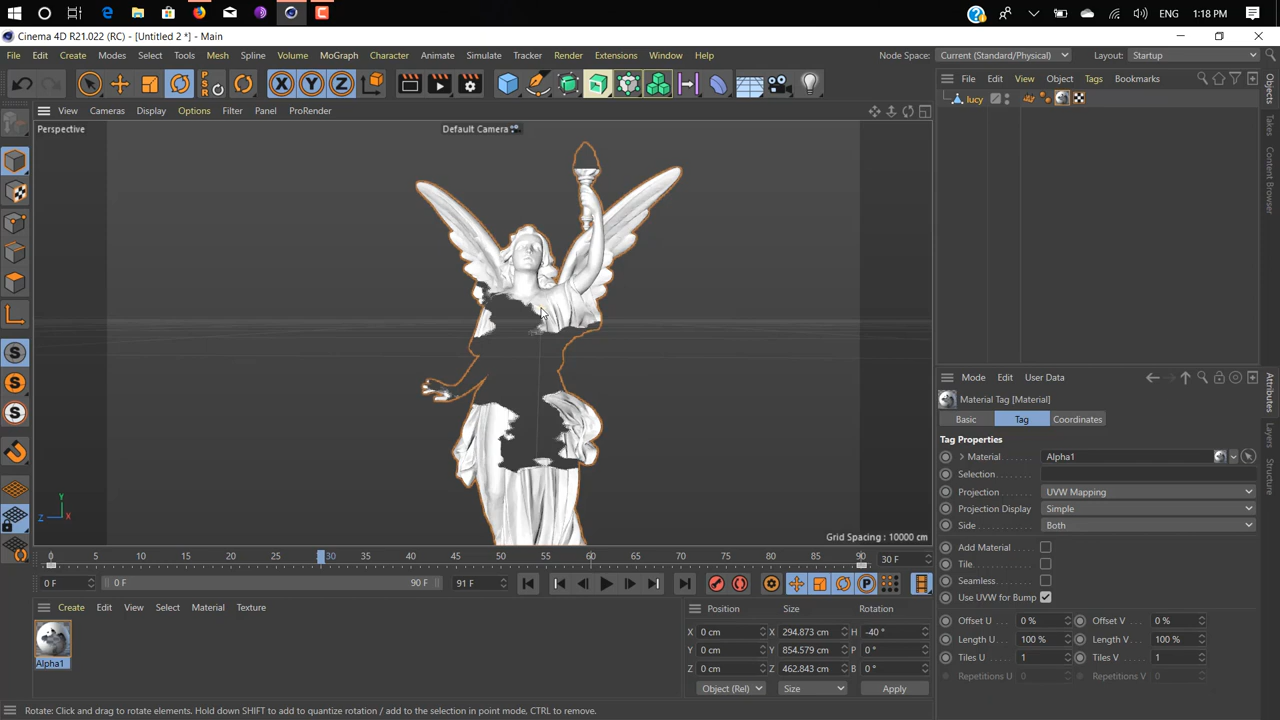 ENG 1:18 PM
Cinema 4D R21.022 (RC) - [Untitled 2 *] - Main
File Edit Create Modes Select Tools Mesh Spline Volume MoGraph Character Animate Simulate Tracker Render Extensions Window Help Node Space: Current (Standard/Physical) Layout: Startup
X Y Z PSR
File Edit View Object Tags Bookmarks
View Cameras Display Options Filter Panel ProRender
lucy
Perspective Default Camera
Objects
Takes
Content Browser
Mode Edit User Data
Material Tag [Material]
Basic Tag Coordinates
Tag Properties
Material Alpha1
Selection
Projection UVW Mapping
Projection Display Simple
Side Both
Add Material
Tile
Seamless
Use UVW for Bump
Offset U 0 % Offset V 0 %
Length U 100 % Length V 100 %
Tiles U 1 Tiles V 1
Repetitions U 0 Repetitions V 0
Attributes
Layers
Structure
S
S
S
Y
Z X
Grid Spacing : 10000 cm
0 5 10 15 20 25 30 35 40 45 50 55 60 65 70 75 80 85 90 30 F
0 F 0 F 90 F 91 F P
Create Edit View Select Material Texture
Alpha1
Position Size Rotation
X 0 cm X 294.873 cm H -40 °
Y 0 cm Y 854.579 cm P 0 °
Z 0 cm Z 462.843 cm B 0 °
Object (Rel) Size Apply
Rotate: Click and drag to rotate elements. Hold down SHIFT to add to quantize rotation / add to the selection in point mode, CTRL to remove.